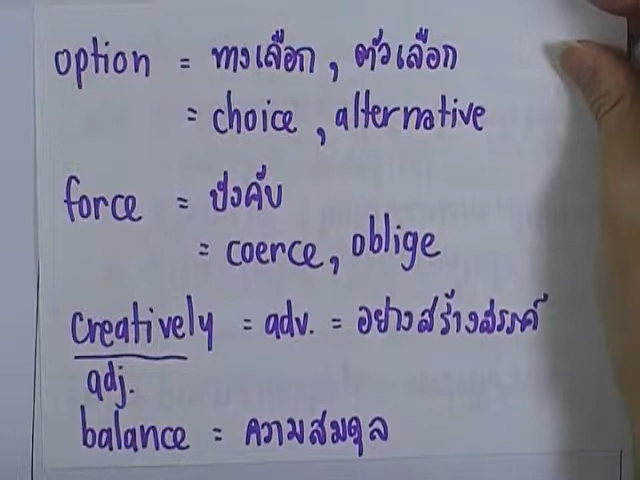 option = ทางเลือก, ตัวเลือก
= choice, alternative
force = บังคับ
= coerce, oblige
creatively = adv. = อย่างสร้างสรรค์
adj.
balance = ความสมดุล